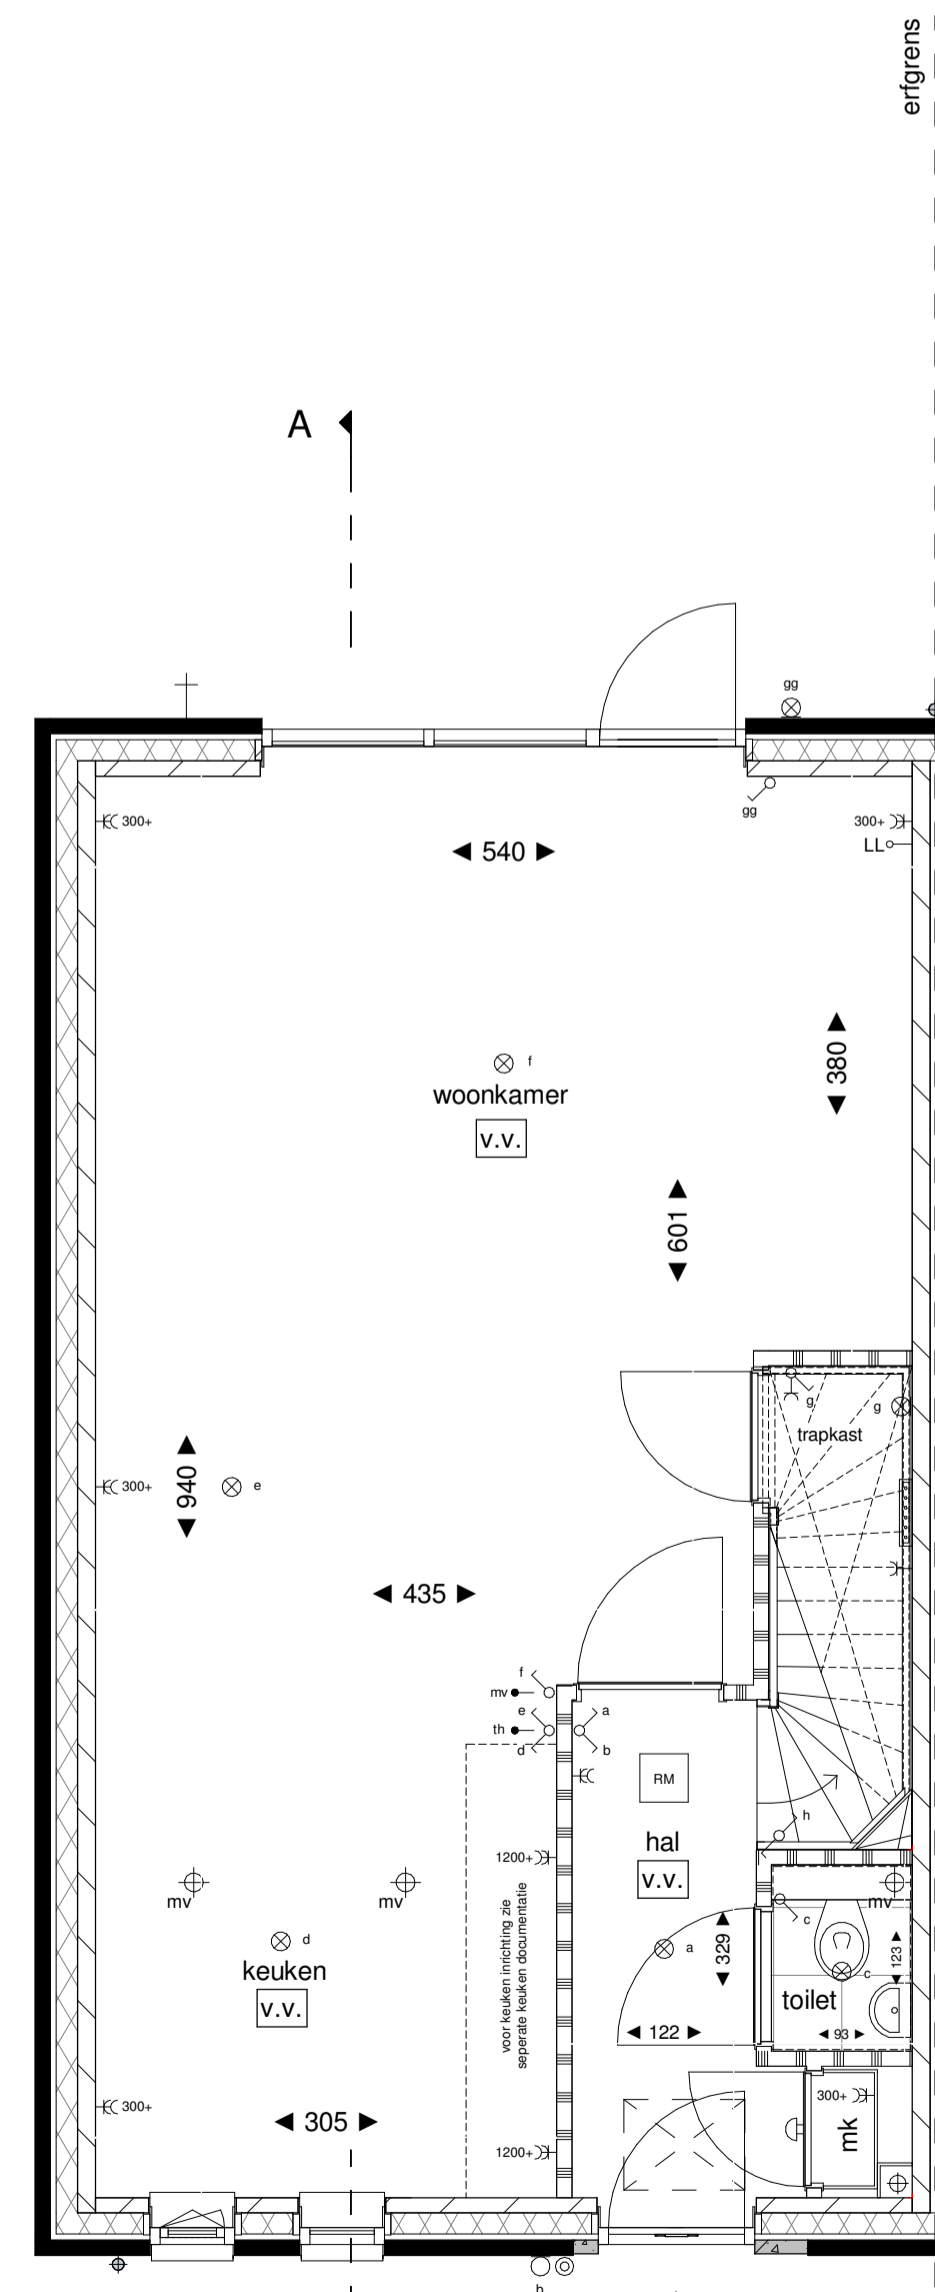 erfgrens
A
gg
300+
gg
540
300+
LL
380
f
woonkamer
v.v.
601
g
g
trapkast
940
300+
e
435
f
mv
e
a
th
d
b
RM
h
hal
v.v.
1200+
mv
mv
mv
voor keuken inrichting zie
seperate keuken documentatie
c
d
keuken
v.v.
a
329
123
c
toilet
122
93
300+
305
300+
mk
1200+
b